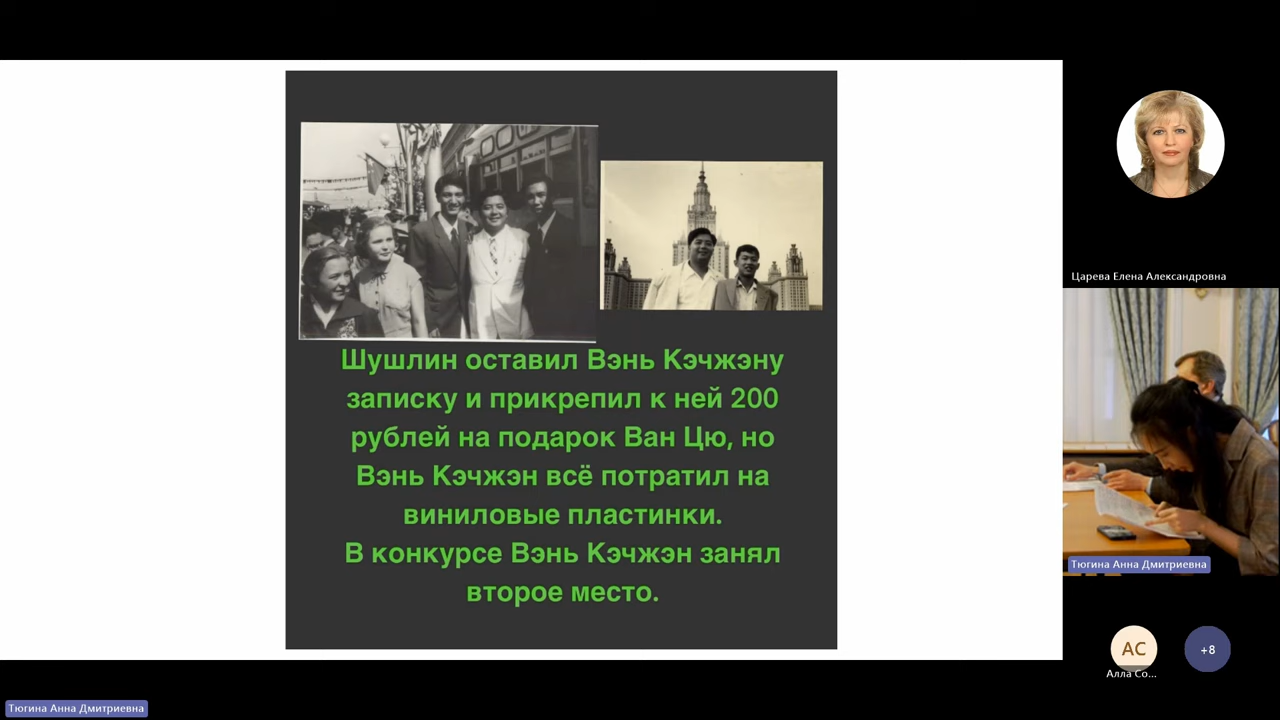 Шушлин оставил Вэнь Кэчжэну
записку и прикрепил к ней 200
рублей на подарок Ван Цю, но
Вэнь Кэчжэн всё потратил на
виниловые пластинки.
В конкурсе Вэнь Кэчжэн занял
второе место.
Царева Елена Александровна
Тюгина Анна Дмитриевна
АС
+8
Алла Со...
Тюгина Анна Дмитриевна